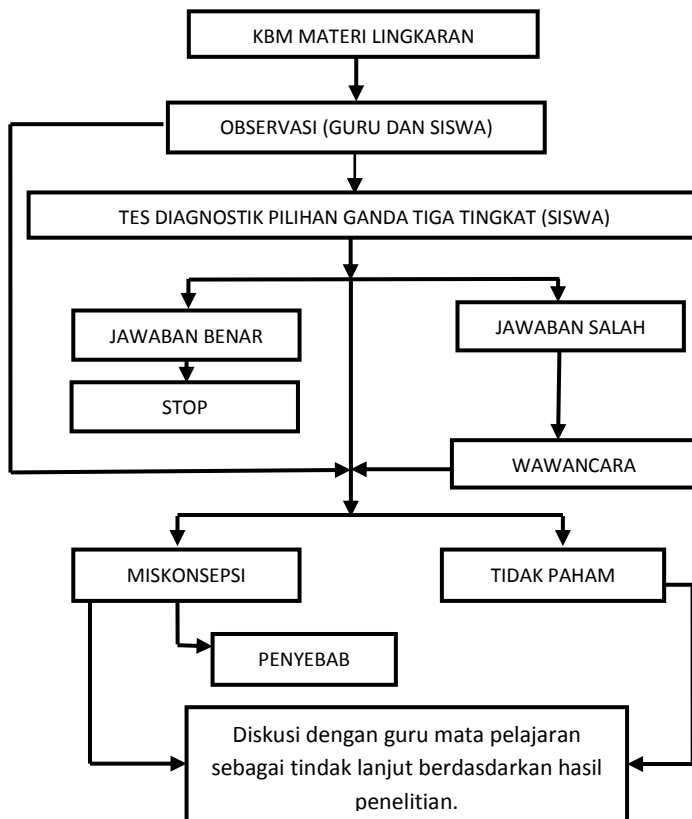 KBM MATERI LINGKARAN
OBSERVASI (GURU DAN SISWA)
TES DIAGNOSTIK PILIHAN GANDA TIGA TINGKAT (SISWA)
JAWABAN BENAR
JAWABAN SALAH
STOP
WAWANCARA
MISKONSEPSI
TIDAK PAHAM
PENYEBAB
Diskusi dengan guru mata pelajaran
sebagai tindak lanjut berdasdarkan hasil
penelitian.